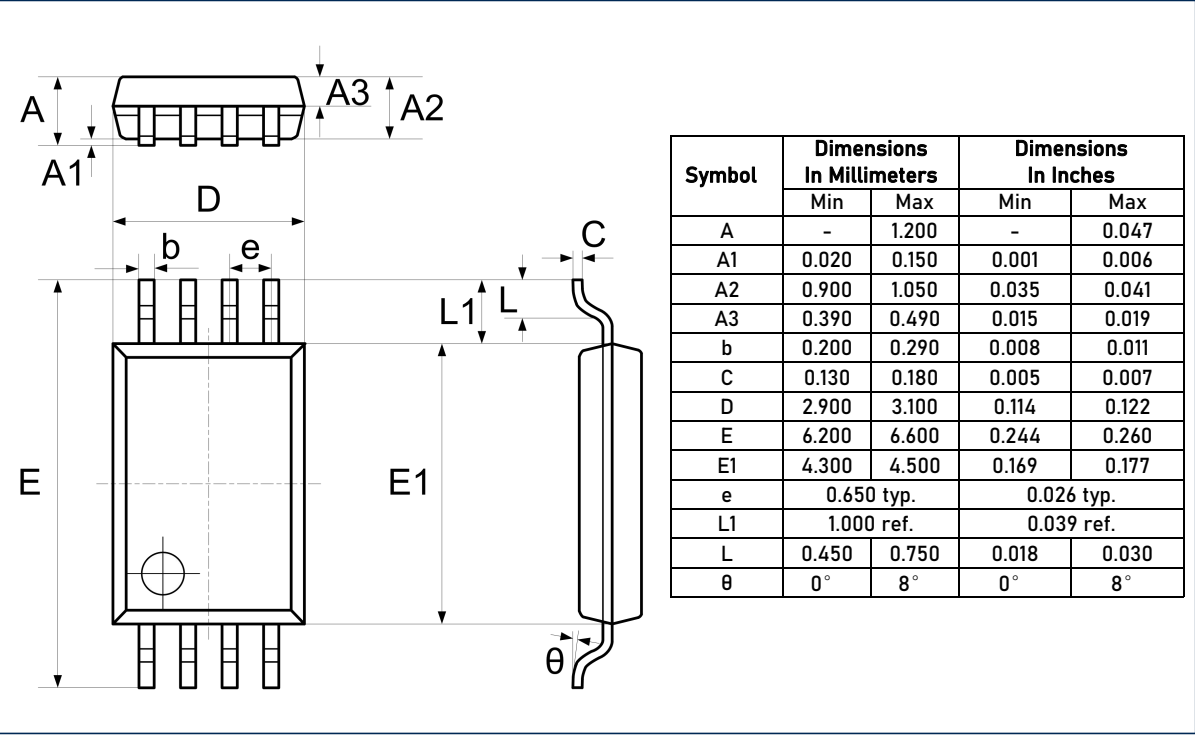 A
A1
A3
A2
D
b
e
C
L1
L
E
E1
θ
Symbol Dimensions In Millimeters Dimensions In Inches
Min Max Min Max
A - 1.200 - 0.047
A1 0.020 0.150 0.001 0.006
A2 0.900 1.050 0.035 0.041
A3 0.390 0.490 0.015 0.019
b 0.200 0.290 0.008 0.011
C 0.130 0.180 0.005 0.007
D 2.900 3.100 0.114 0.122
E 6.200 6.600 0.244 0.260
E1 4.300 4.500 0.169 0.177
e 0.650 typ. 0.026 typ.
L1 1.000 ref. 0.039 ref.
L 0.450 0.750 0.018 0.030
θ 0° 8° 0° 8°